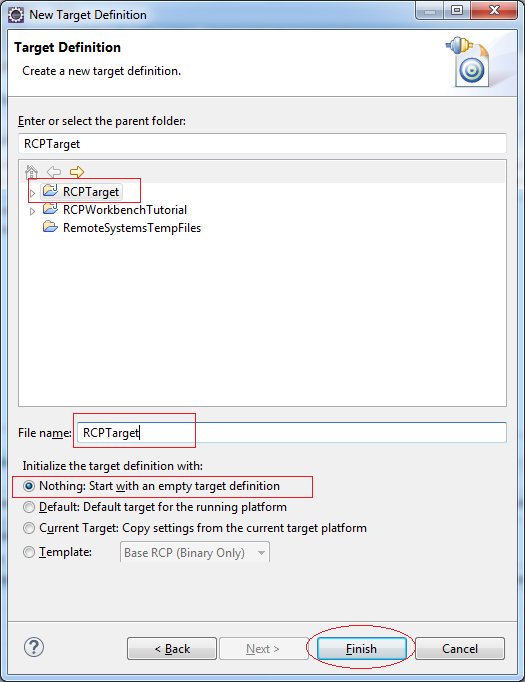 New Target Definition
Target Definition
Create a new target definition.
Enter or select the parent folder:
RCPTarget
RCPTarget
RCPWorkbenchTutorial
RemoteSystemsTempFiles
File name: RCPTarget
Initialize the target definition with:
Nothing: Start with an empty target definition
Default: Default target for the running platform
Current Target: Copy settings from the current target platform
Template: Base RCP (Binary Only)
? < Back Next > Finish Cancel